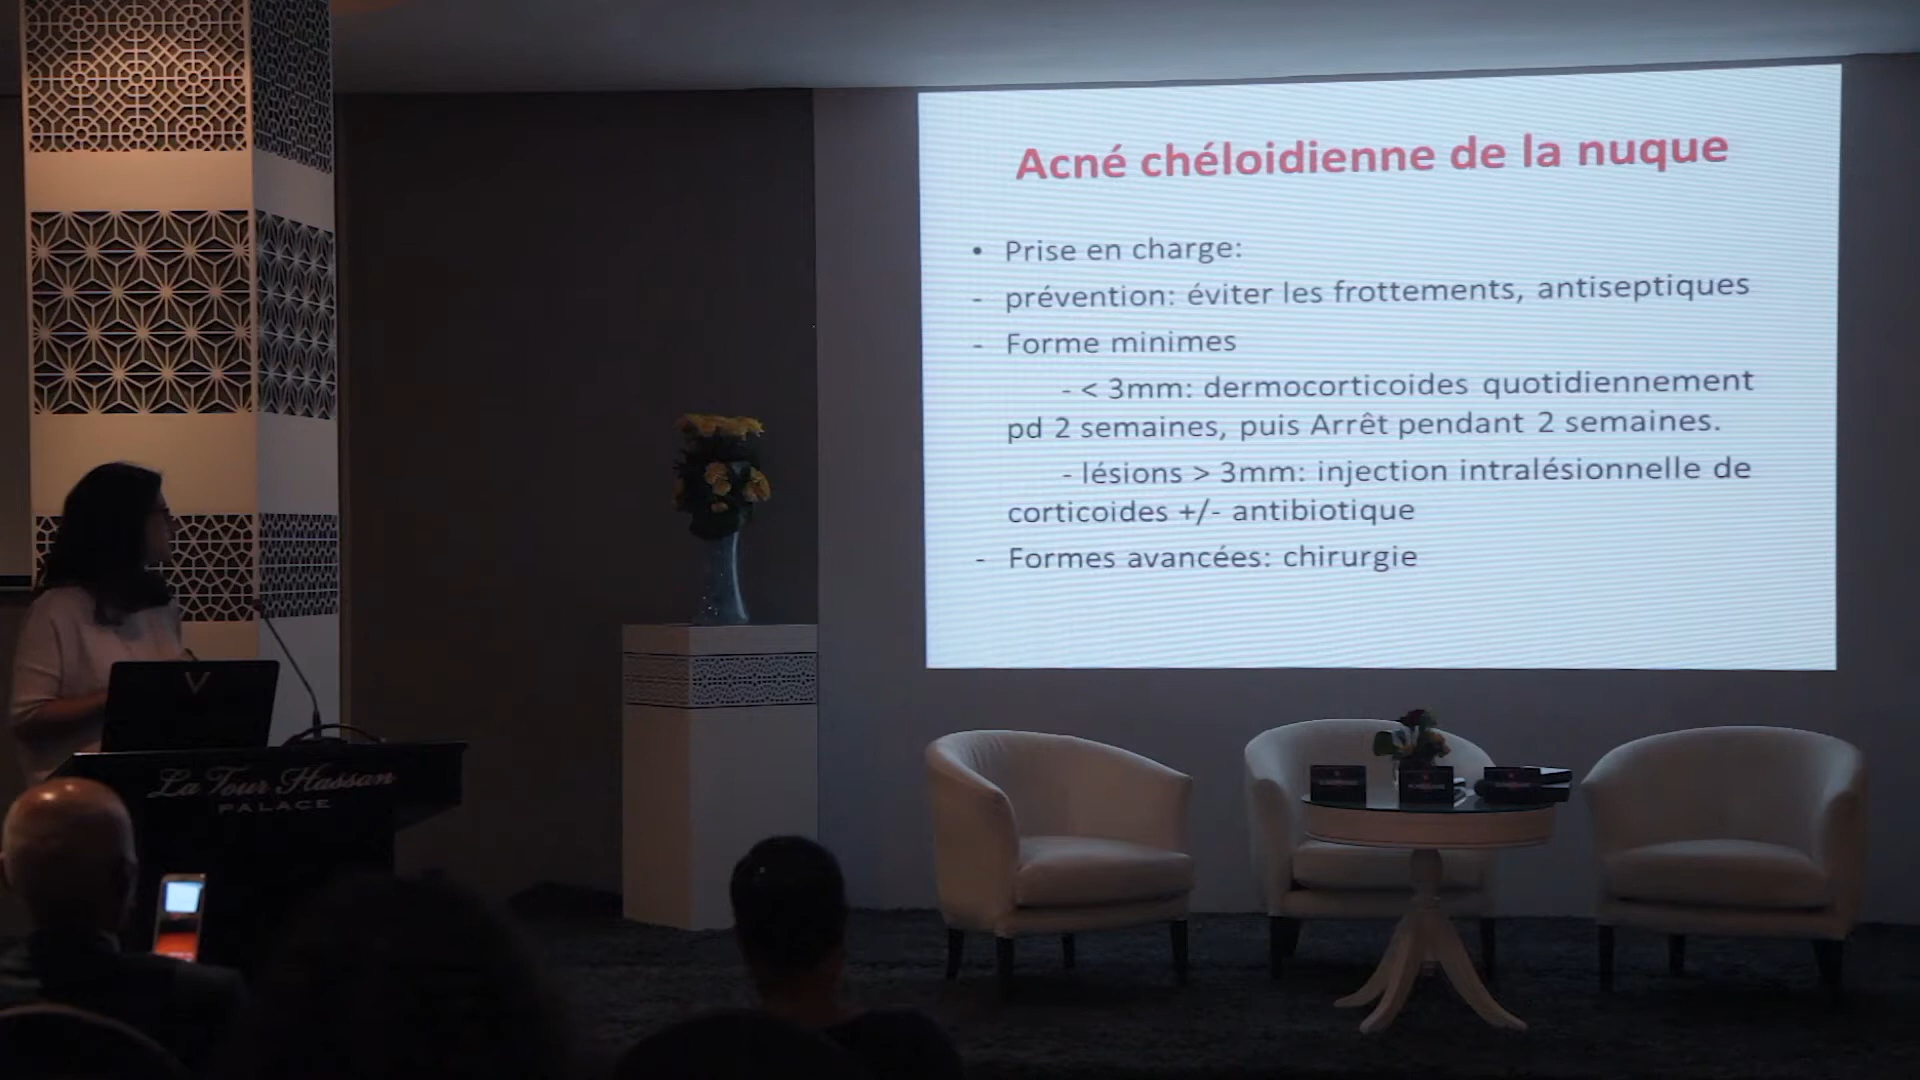 Acné chéloidienne de la nuque
• Prise en charge:
- prévention: éviter les frottements, antiseptiques
- Forme minimes
- < 3mm: dermocorticoides quotidiennement
pd 2 semaines, puis Arrêt pendant 2 semaines.
- lésions > 3mm: injection intralésionnelle de
corticoides +/- antibiotique
- Formes avancées: chirurgie
La Tour Hassan
PALACE